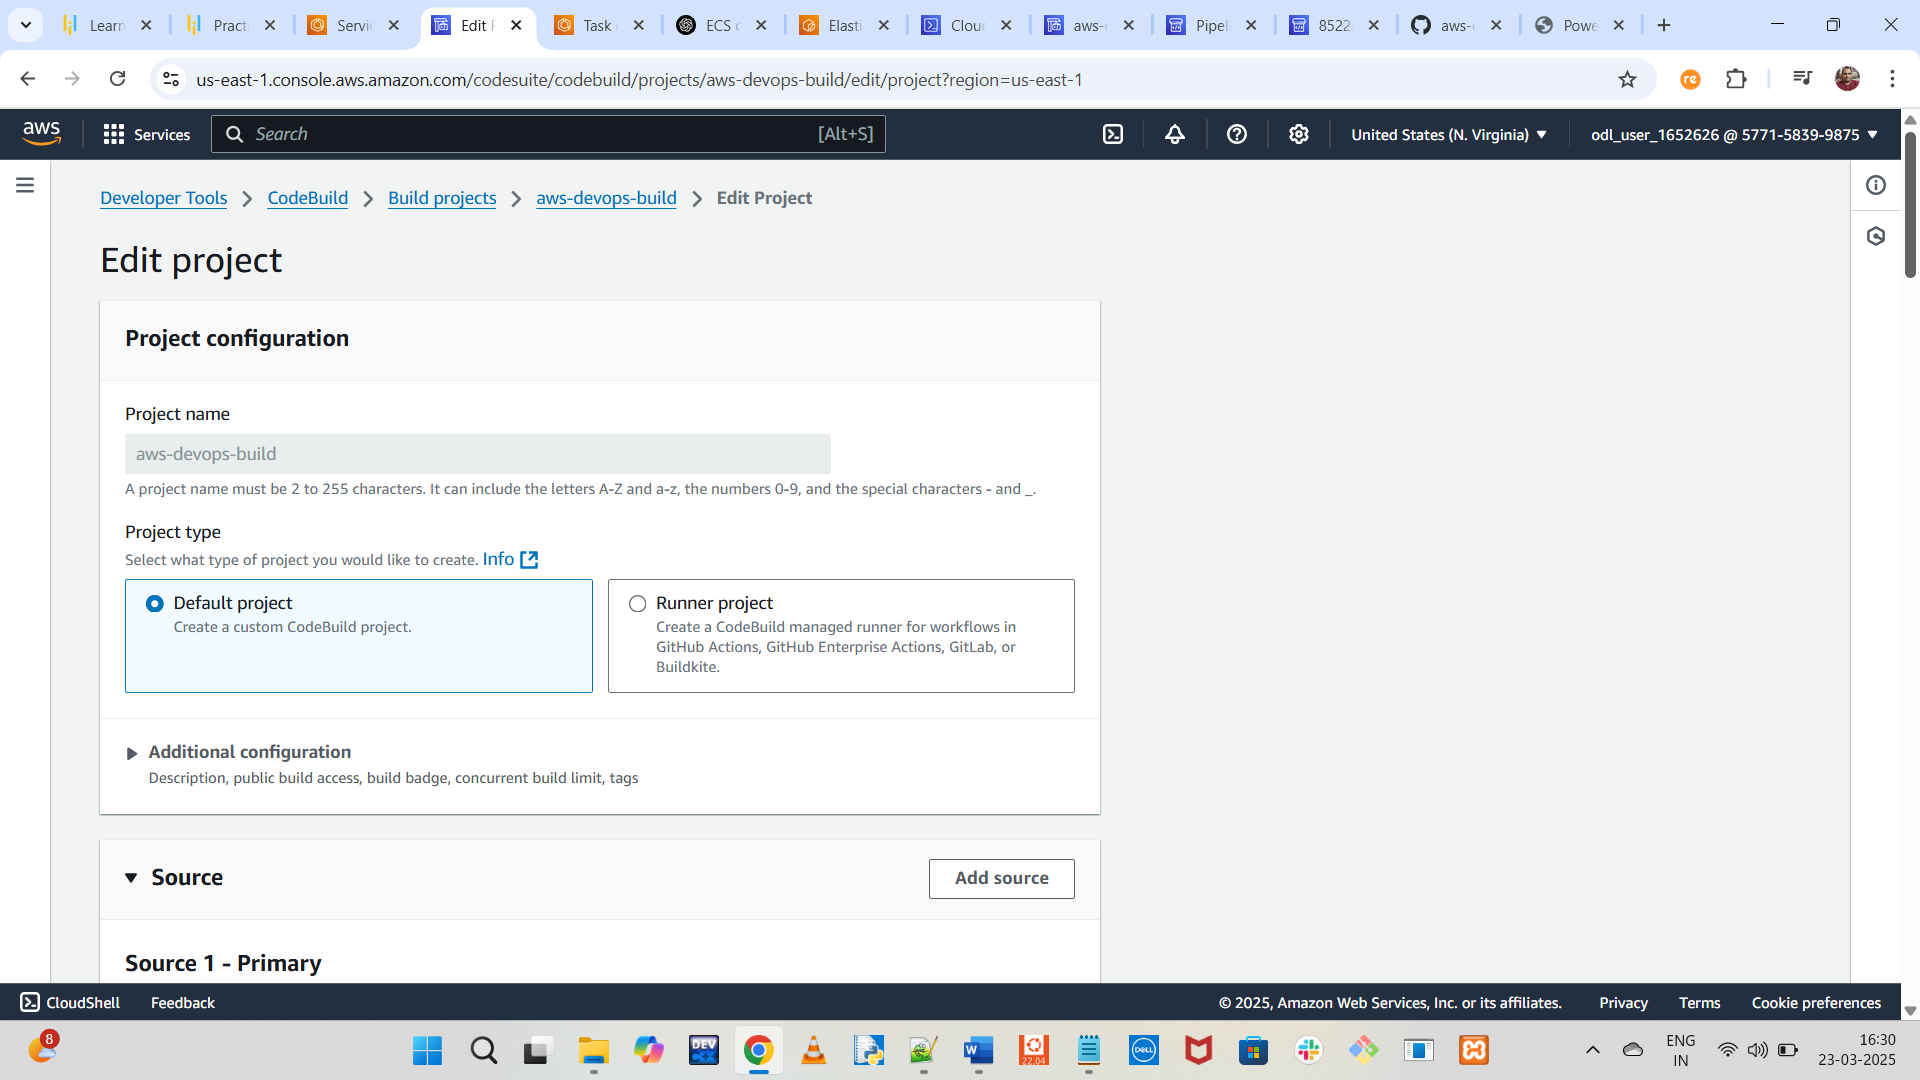 Learn
Practi
Servic
Edit P
Task
ECS
Elasti
Clou
aws-
Pipel
8522
aws-
Powe
us-east-1.console.aws.amazon.com/codesuite/codebuild/projects/aws-devops-build/edit/project?region=us-east-1
re
aws
Services
Search
[Alt+S]
United States (N. Virginia)
odl_user_1652626 @ 5771-5839-9875
Developer Tools
CodeBuild
Build projects
aws-devops-build
Edit Project
Edit project
Project configuration
Project name
aws-devops-build
A project name must be 2 to 255 characters. It can include the letters A-Z and a-z, the numbers 0-9, and the special characters - and _.
Project type
Select what type of project you would like to create. Info
Default project
Create a custom CodeBuild project.
Runner project
Create a CodeBuild managed runner for workflows in
GitHub Actions, GitHub Enterprise Actions, GitLab, or
Buildkite.
Additional configuration
Description, public build access, build badge, concurrent build limit, tags
Source
Add source
Source 1 - Primary
CloudShell
Feedback
© 2025, Amazon Web Services, Inc. or its affiliates.
Privacy
Terms
Cookie preferences
8
DEV
C++
22.04
DELL
ENG
IN
16:30
23-03-2025